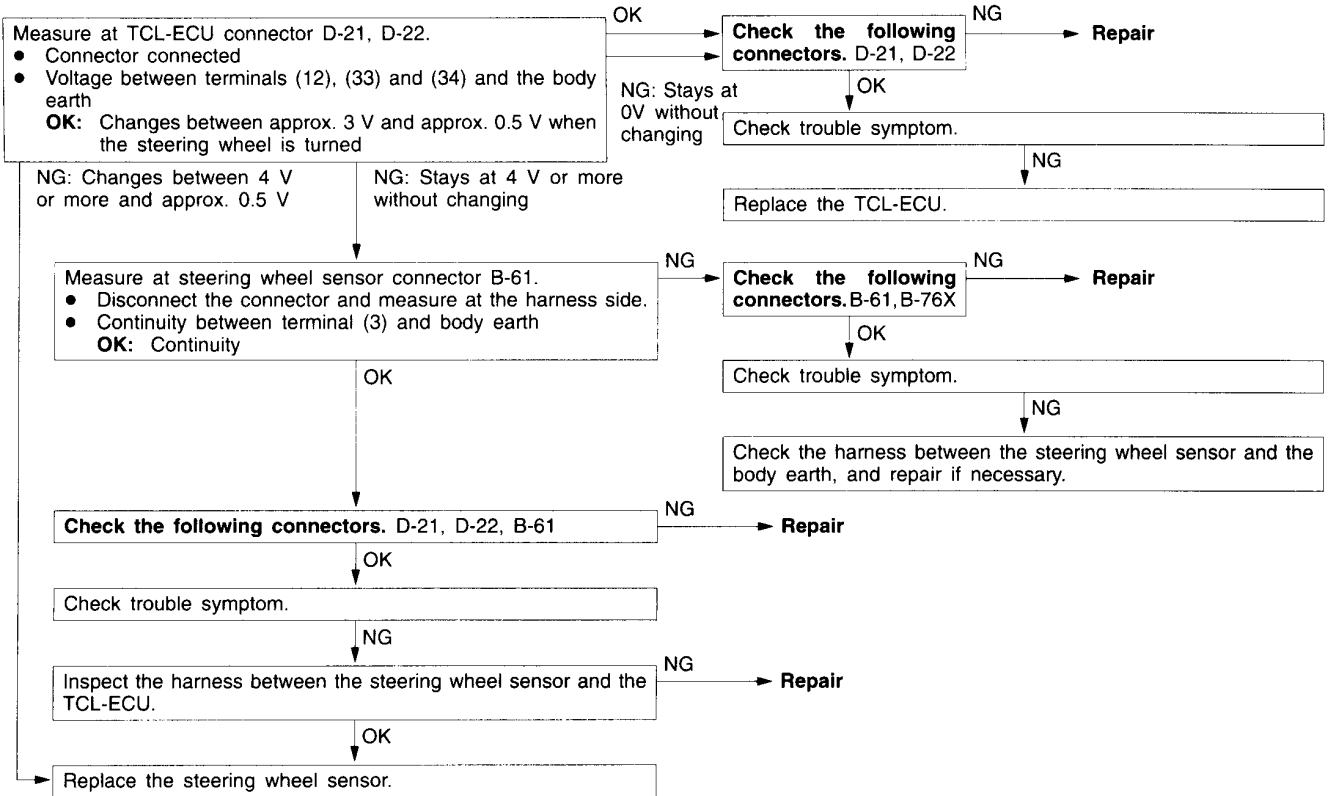 Measure at TCL-ECU connector D-21, D-22.
● Connector connected
● Voltage between terminals (12), (33) and (34) and the body
earth
OK: Changes between approx. 3 V and approx. 0.5 V when
the steering wheel is turned
OK
Check the following
connectors. D-21, D-22
NG
Repair
NG: Stays at
0V without
changing
OK
Check trouble symptom.
NG
Replace the TCL-ECU.
NG: Changes between 4 V
or more and approx. 0.5 V
NG: Stays at 4 V or more
without changing
Measure at steering wheel sensor connector B-61.
● Disconnect the connector and measure at the harness side.
● Continuity between terminal (3) and body earth
OK: Continuity
NG
Check the following
connectors. B-61, B-76X
NG
Repair
OK
Check trouble symptom.
NG
Check the harness between the steering wheel sensor and the
body earth, and repair if necessary.
OK
Check the following connectors. D-21, D-22, B-61
NG
Repair
OK
Check trouble symptom.
NG
Inspect the harness between the steering wheel sensor and the
TCL-ECU.
NG
Repair
OK
Replace the steering wheel sensor.